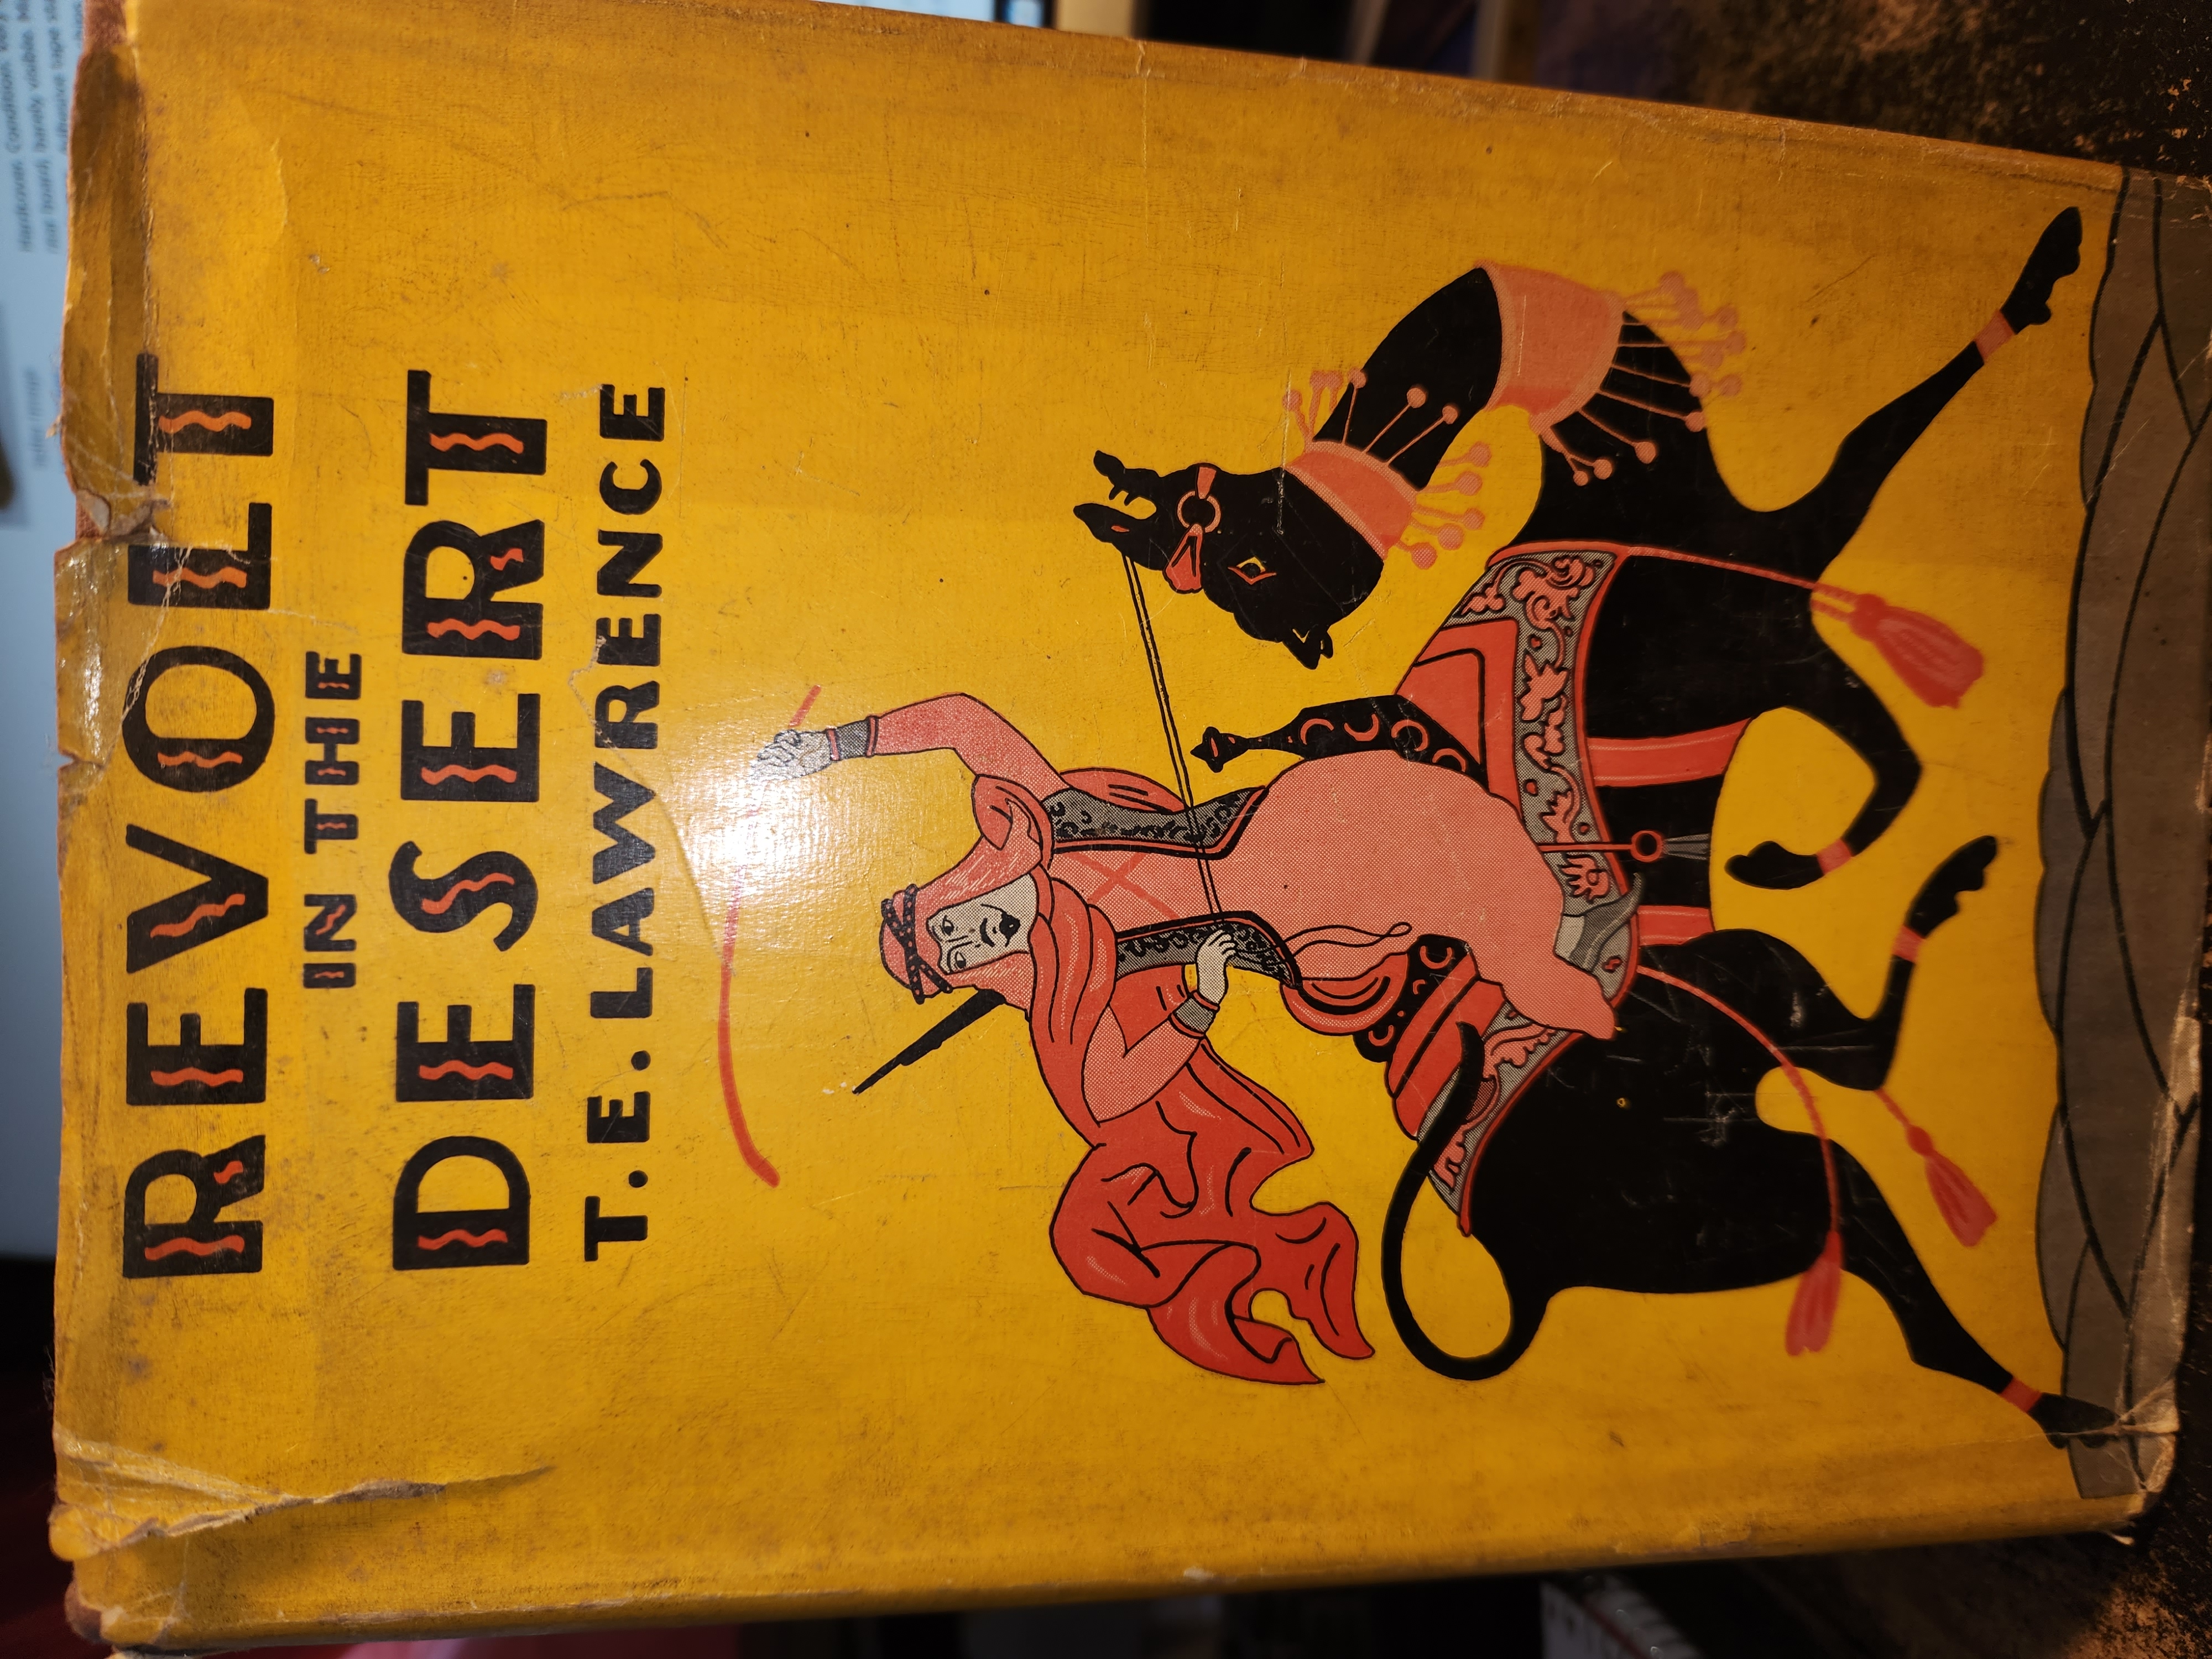 REVOLT
IN THE
DESERT
T.E. LAWRENCE